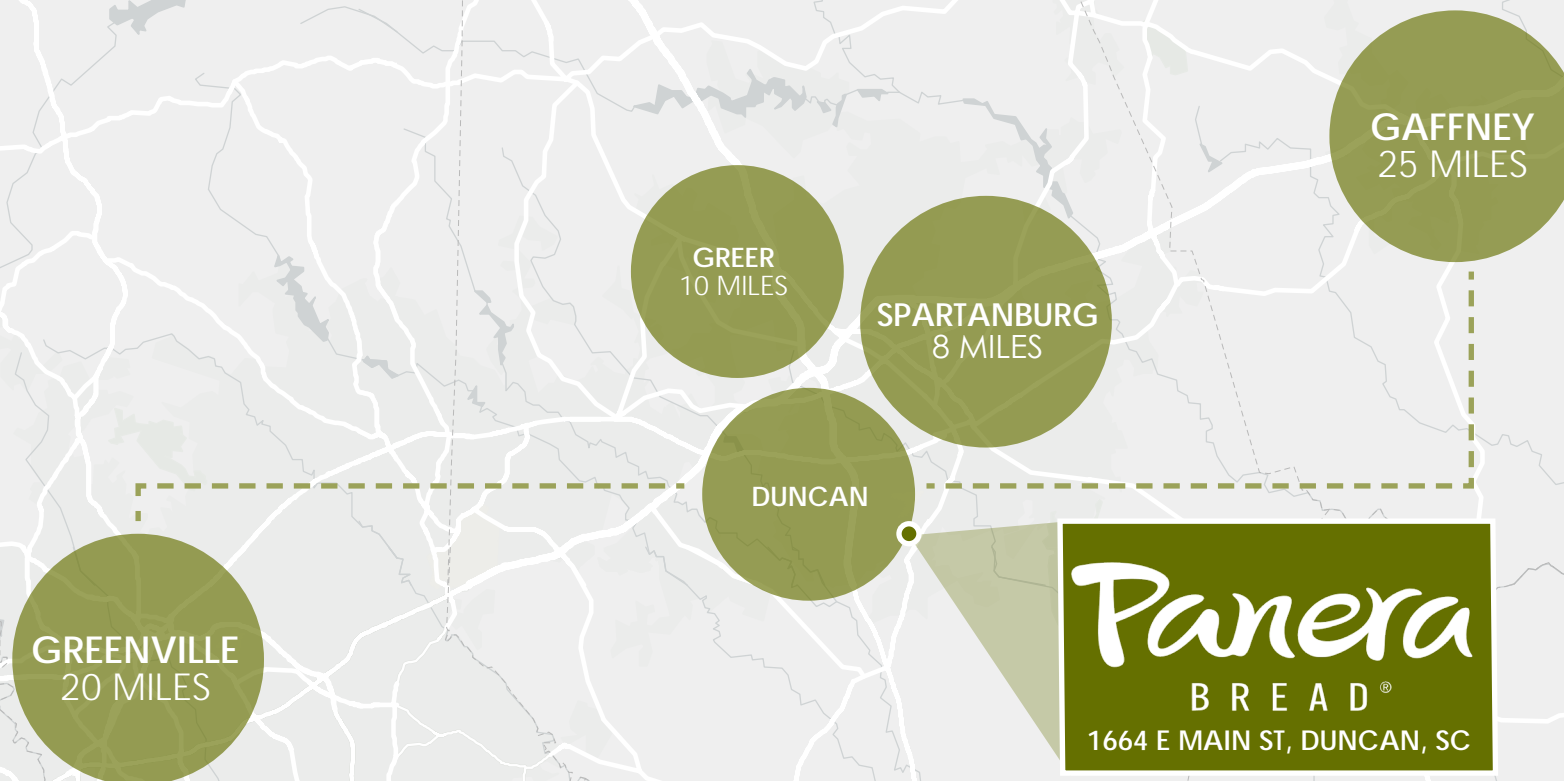 GAFFNEY
25 MILES
GREER
10 MILES
SPARTANBURG
8 MILES
DUNCAN
GREENVILLE
20 MILES
Panera
BREAD®
1664 E MAIN ST, DUNCAN, SC